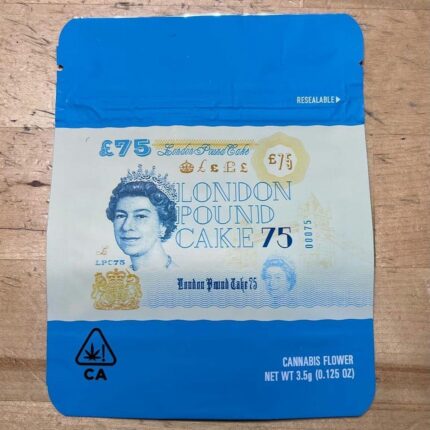 RESEALABLE
£75 London Pound Cake
£75
£ £ £
LONDON
POUND
CAKE 75
00075
LPC75
London Pound Cake 75
CA
CANNABIS FLOWER
NET WT 3.5g (0.125 OZ)